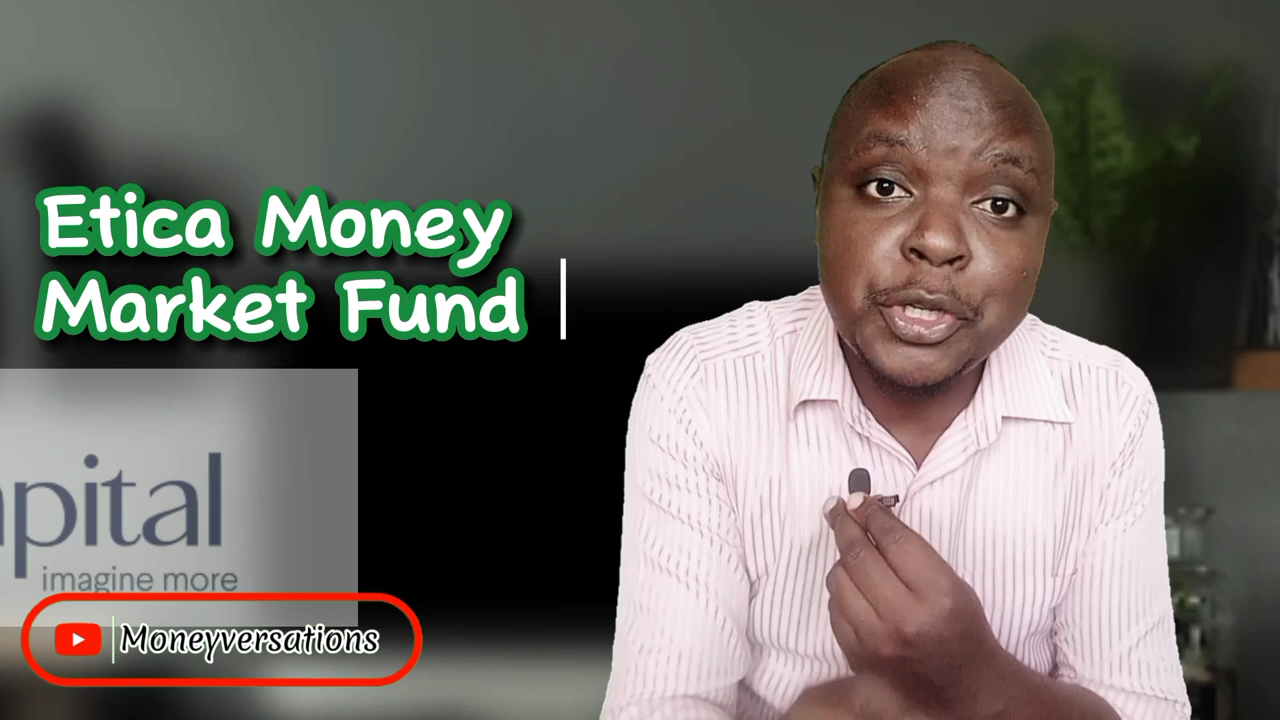 Etica Money
Market Fund
pital
imagine more
Moneyversations